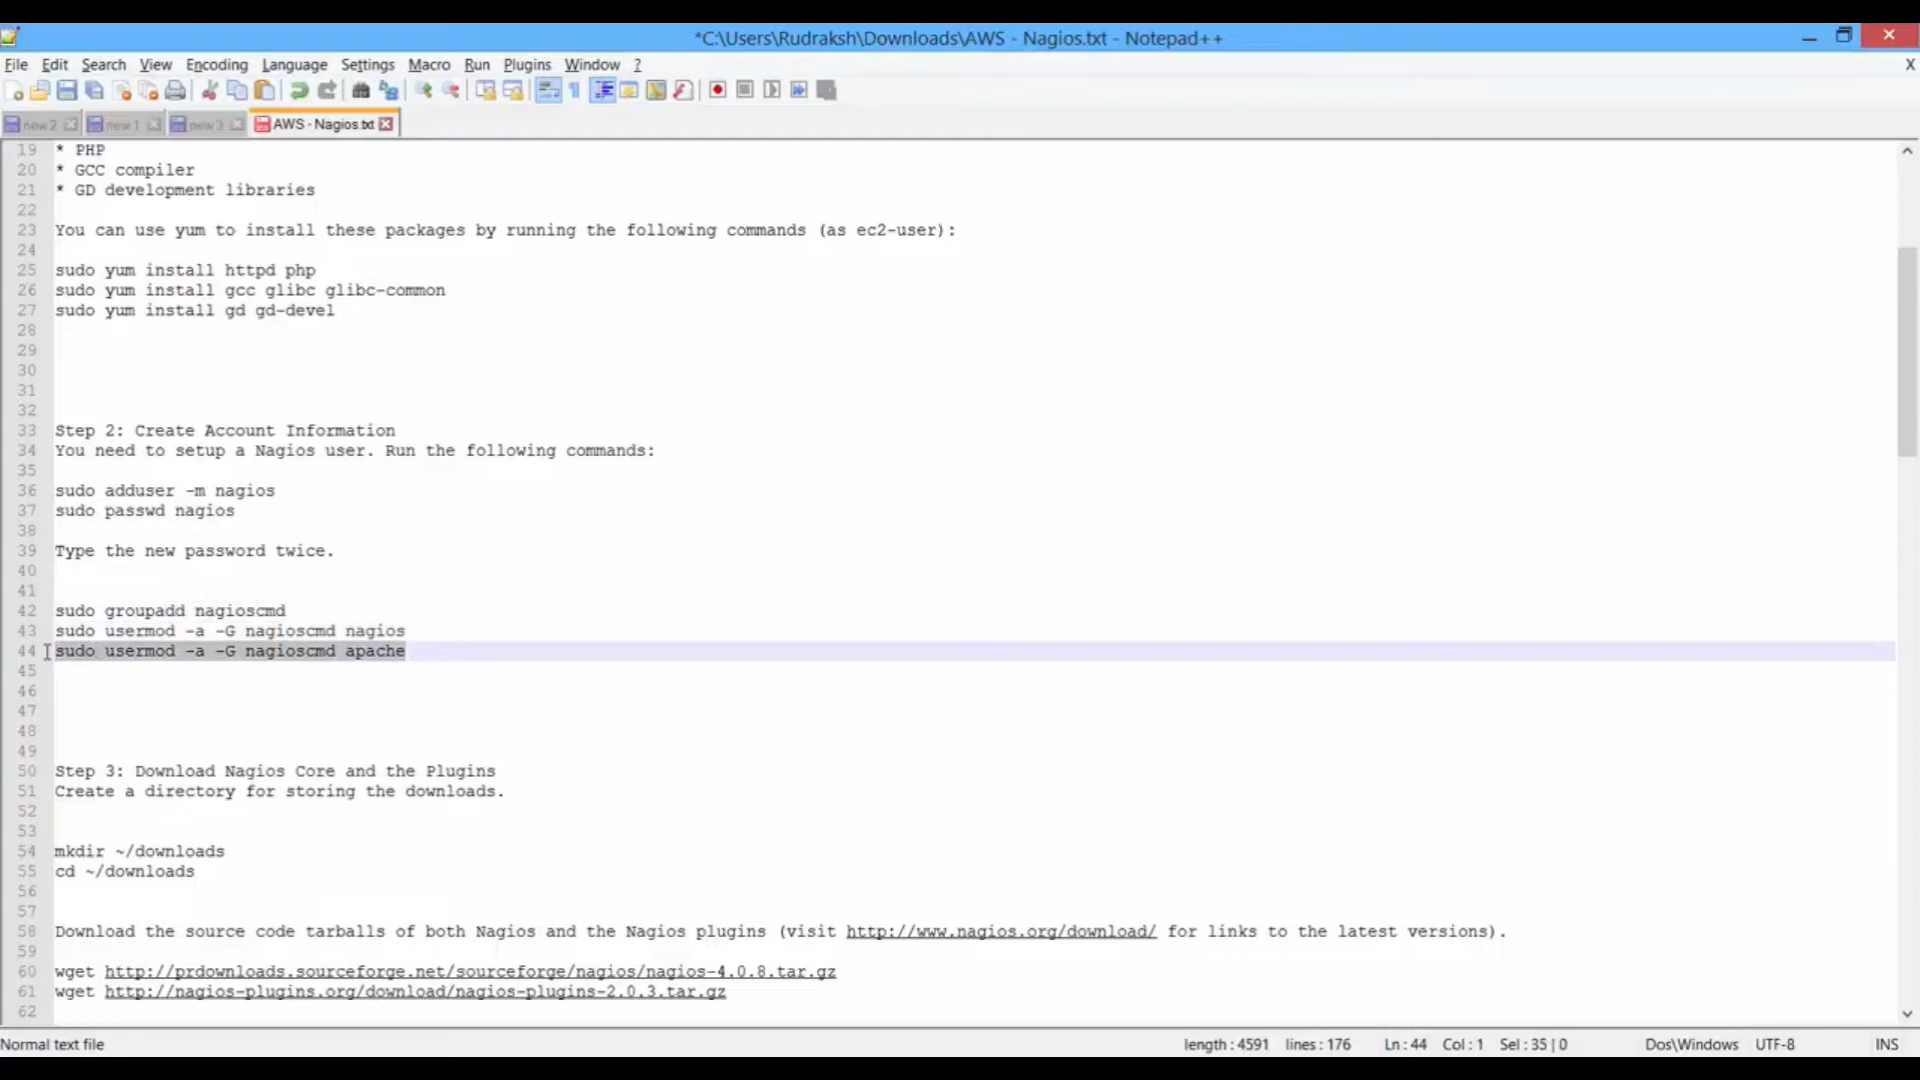 *C:\Users\Rudraksh\Downloads\AWS - Nagios.txt - Notepad++
File Edit Search View Encoding Language Settings Macro Run Plugins Window ? X
new 2 new 1 new 3 AWS - Nagios.txt
19 * PHP
20 * GCC compiler
21 * GD development libraries
22
23 You can use yum to install these packages by running the following commands (as ec2-user):
24
25 sudo yum install httpd php
26 sudo yum install gcc glibc glibc-common
27 sudo yum install gd gd-devel
28
29
30
31
32
33 Step 2: Create Account Information
34 You need to setup a Nagios user. Run the following commands:
35
36 sudo adduser -m nagios
37 sudo passwd nagios
38
39 Type the new password twice.
40
41
42 sudo groupadd nagioscmd
43 sudo usermod -a -G nagioscmd nagios
44 sudo usermod -a -G nagioscmd apache
45
46
47
48
49
50 Step 3: Download Nagios Core and the Plugins
51 Create a directory for storing the downloads.
52
53
54 mkdir ~/downloads
55 cd ~/downloads
56
57
58 Download the source code tarballs of both Nagios and the Nagios plugins (visit http://www.nagios.org/download/ for links to the latest versions).
59
60 wget http://prdownloads.sourceforge.net/sourceforge/nagios/nagios-4.0.8.tar.gz
61 wget http://nagios-plugins.org/download/nagios-plugins-2.0.3.tar.gz
62
Normal text file length : 4591 lines : 176 Ln : 44 Col : 1 Sel : 35 | 0 Dos\Windows UTF-8 INS